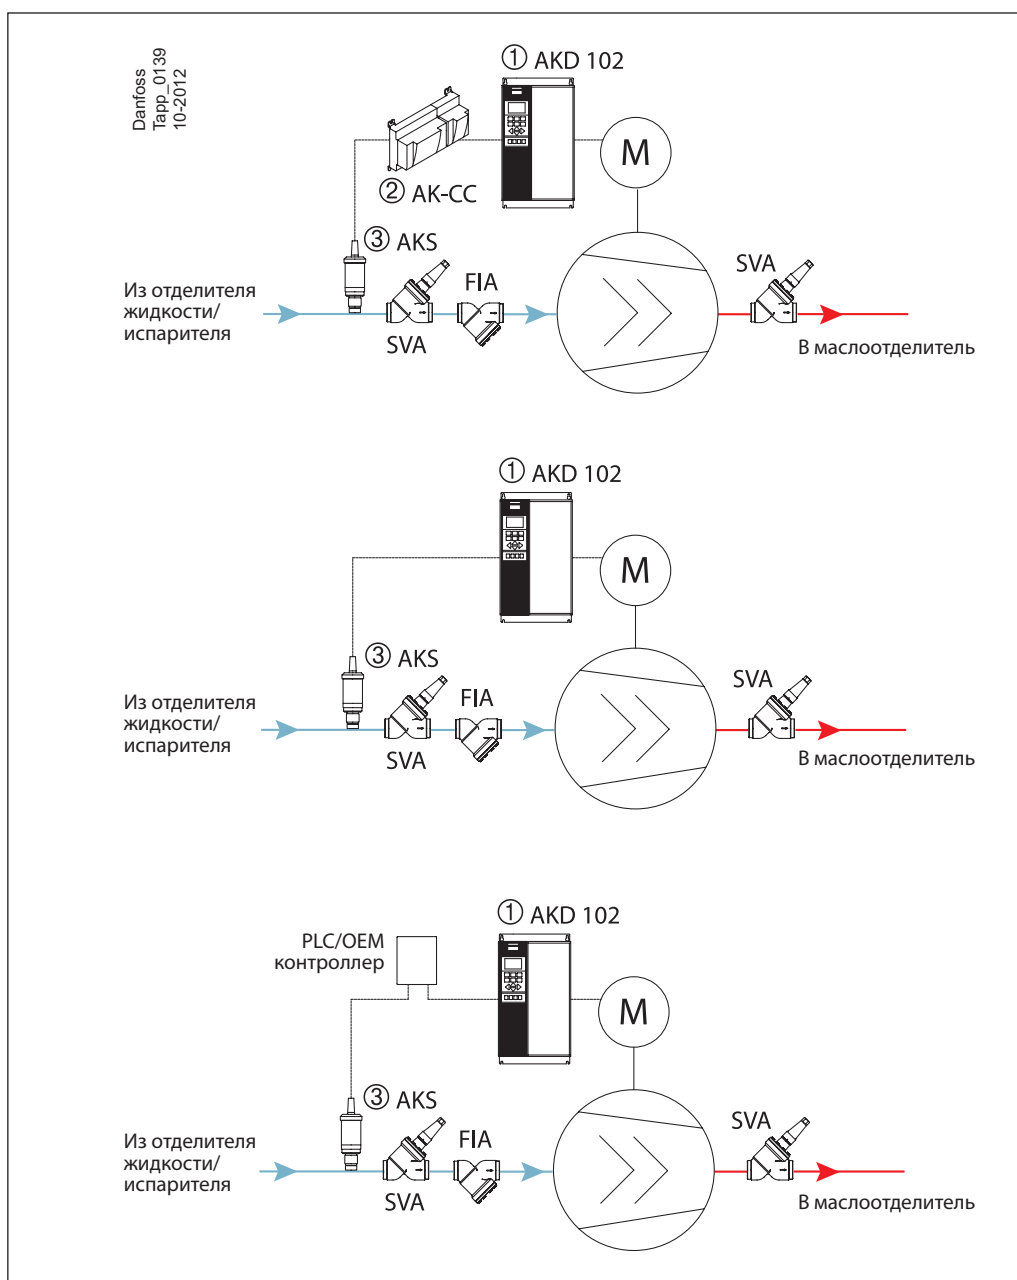 Danfoss
Tapp_0139
10-2012
① AKD 102
M
② AK-CC
③ AKS
SVA
FIA
SVA
Из отделителя
жидкости/
испарителя
В маслоотделитель
① AKD 102
M
③ AKS
SVA
FIA
SVA
Из отделителя
жидкости/
испарителя
В маслоотделитель
① AKD 102
PLC/OEM
контроллер
M
③ AKS
SVA
FIA
SVA
Из отделителя
жидкости/
испарителя
В маслоотделитель